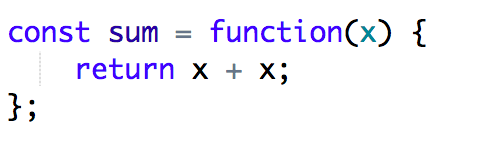 const sum = function(x) {
    return x + x;
};